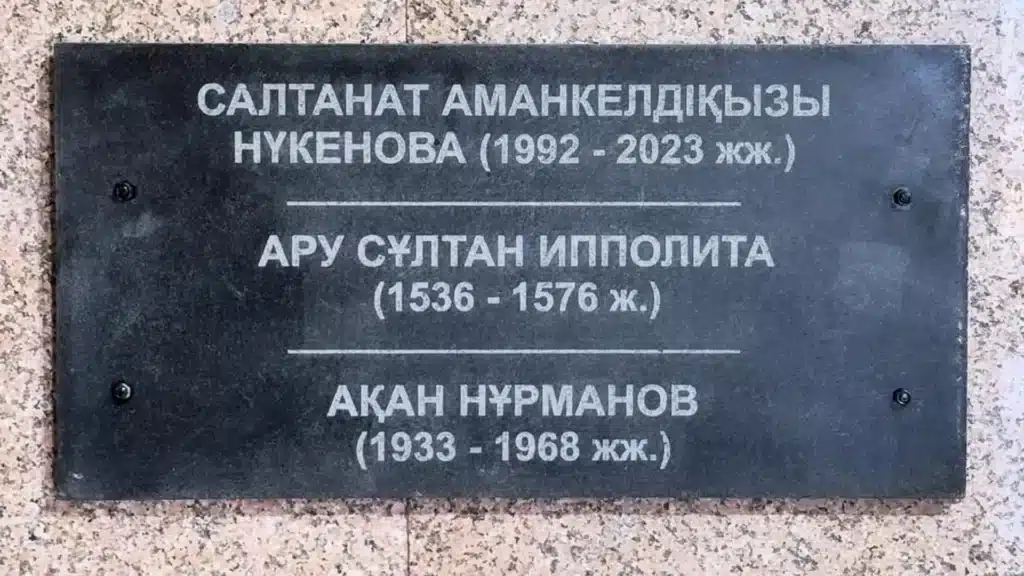 САЛТАНАТ АМАНКЕЛДІҚЫЗЫ
НҮКЕНОВА (1992 - 2023 жж.)
АРУ СҰЛТАН ИППОЛИТА
(1536 - 1576 ж.)
АҚАН НҰРМАНОВ
(1933 - 1968 жж.)